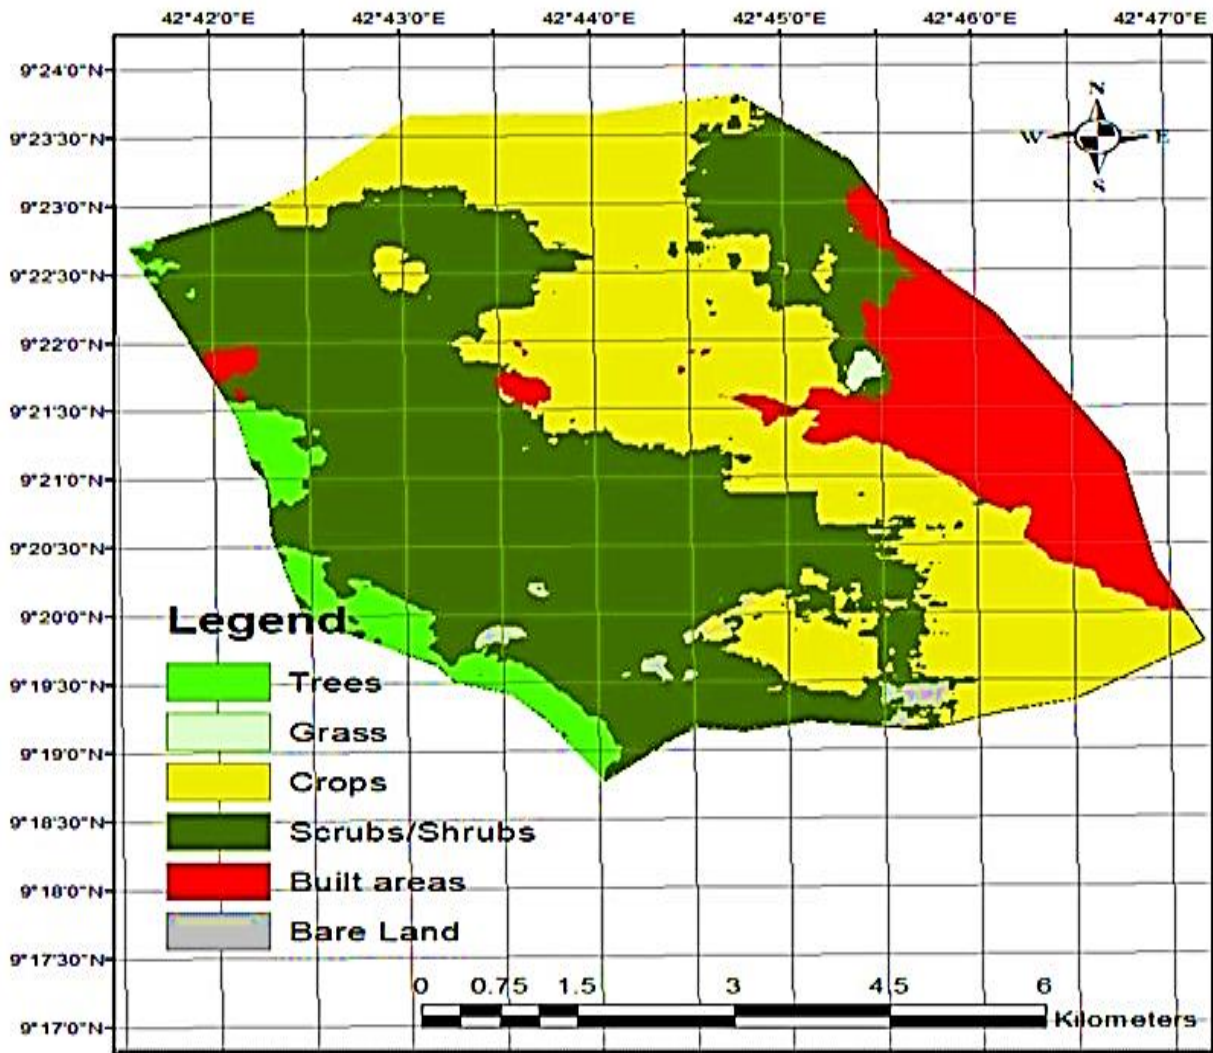 42°42'0"E 42°43'0"E 42°44'0"E 42°45'0"E 42°46'0"E 42°47'0"E
9°24'0"N
N
9°23'30"N
W E
S
9°23'0"N
9°22'30"N
9°22'0"N
9°21'30"N
9°21'0"N
9°20'30"N
9°20'0"N
Legend
9°19'30"N
Trees
9°19'0"N
Grass
Crops
9°18'30"N
Scrubs/Shrubs
9°18'0"N
Built areas
Bare Land
9°17'30"N
0 0.75 1.5 3 4.5 6
9°17'0"N
Kilometers